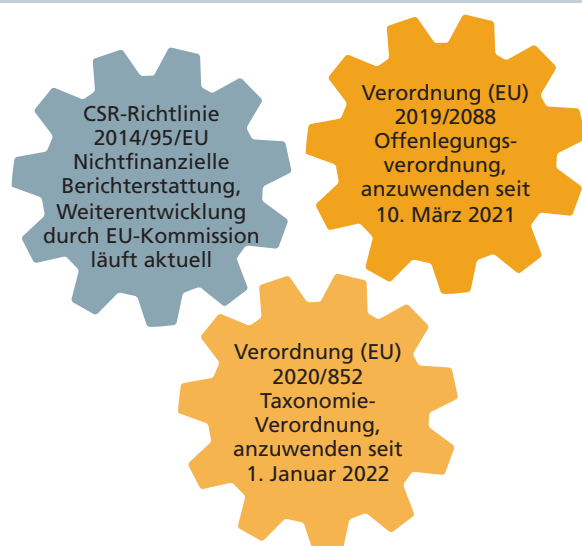 CSR-Richtlinie
2014/95/EU
Nichtfinanzielle
Berichterstattung,
Weiterentwicklung
durch EU-Kommission
läuft aktuell
Verordnung (EU)
2019/2088
Offenlegungs-
verordnung,
anzuwenden seit
10. März 2021
Verordnung (EU)
2020/852
Taxonomie-
Verordnung,
anzuwenden seit
1. Januar 2022